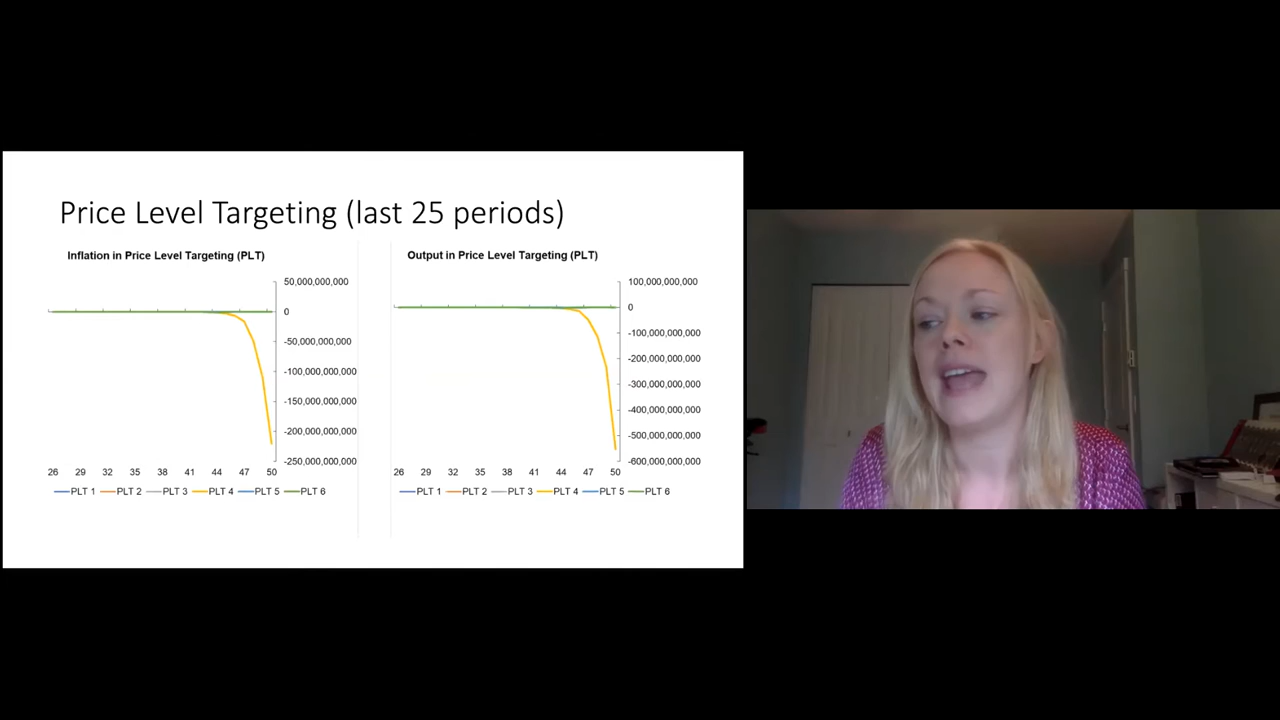 Price Level Targeting (last 25 periods)
Inflation in Price Level Targeting (PLT)
50,000,000,000
0
-50,000,000,000
-100,000,000,000
-150,000,000,000
-200,000,000,000
-250,000,000,000
26 29 32 35 38 41 44 47 50
PLT 1 PLT 2 PLT 3 PLT 4 PLT 5 PLT 6
Output in Price Level Targeting (PLT)
100,000,000,000
0
-100,000,000,000
-200,000,000,000
-300,000,000,000
-400,000,000,000
-500,000,000,000
-600,000,000,000
26 29 32 35 38 41 44 47 50
PLT 1 PLT 2 PLT 3 PLT 4 PLT 5 PLT 6